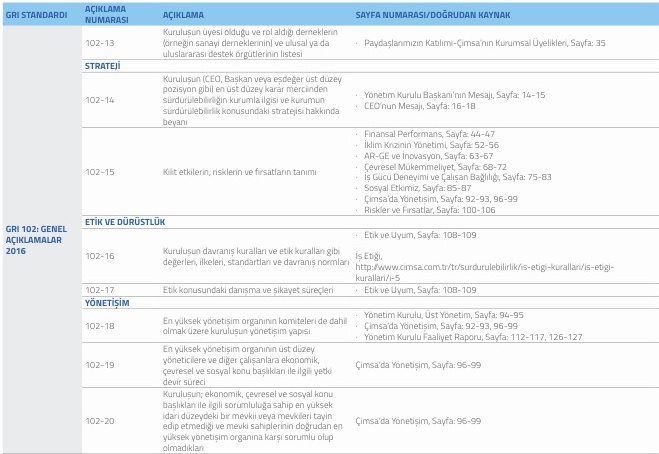 GRI STANDARDI
AÇIKLAMA
NUMARASI
AÇIKLAMA
SAYFA NUMARASI/DOĞRUDAN KAYNAK
GRI 102: GENEL
AÇIKLAMALAR
2016
102-13
Kuruluşun üyesi olduğu ve rol aldığı derneklerin
(örneğin sanayi derneklerinin) ve ulusal ya da
uluslararası destek örgütlerinin listesi
· Paydaşlarımızın Katılımı-Çimsa'nın Kurumsal Üyelikleri, Sayfa: 35
STRATEJİ
102-14
Kuruluşun (CEO, Başkan veya eşdeğer üst düzey
pozisyon gibi) en üst düzey karar merciinden
sürdürülebilirliğin kurumla ilgisi ve kurumun
sürdürülebilirlik konusundaki stratejisi hakkında
beyanı
· Yönetim Kurulu Başkanı'nın Mesajı, Sayfa: 14-15
· CEO'nun Mesajı, Sayfa: 16-18
102-15
Kilit etkilerin, risklerin ve fırsatların tanımı
· Finansal Performans, Sayfa: 44-47
· İklim Krizinin Yönetimi, Sayfa: 52-56
· AR-GE ve İnovasyon, Sayfa: 63-67
· Çevresel Mükemmeliyet, Sayfa: 68-72
· İş Gücü Deneyimi ve Çalışan Bağlılığı, Sayfa: 75-83
· Sosyal Etkimiz, Sayfa: 85-87
· Çimsa'da Yönetişim, Sayfa: 92-93, 96-99
· Riskler ve Fırsatlar, Sayfa: 100-106
ETİK VE DÜRÜSTLÜK
102-16
Kuruluşun davranış kuralları ve etik kuralları gibi
değerleri, ilkeleri, standartları ve davranış normları
· Etik ve Uyum, Sayfa: 108-109
İş Etiği,
http://www.cimsa.com.tr/tr/surdurulebilirlik/is-etigi-kurallari/is-etigi-
kurallari/i-5
102-17
Etik konusundaki danışma ve şikayet süreçleri
· Etik ve Uyum, Sayfa: 108-109
YÖNETİŞİM
102-18
En yüksek yönetişim organının komiteleri de dahil
olmak üzere kuruluşun yönetişim yapısı
· Yönetim Kurulu, Üst Yönetim, Sayfa: 94-95
· Çimsa'da Yönetişim, Sayfa: 92-93, 96-99
· Yönetim Kurulu Faaliyet Raporu, Sayfa: 112-117, 126-127
102-19
En yüksek yönetişim organının üst düzey
yöneticilere ve diğer çalışanlara ekonomik,
çevresel ve sosyal konu başlıkları ile ilgili yetki
devir süreci
Çimsa'da Yönetişim, Sayfa: 96-99
102-20
Kuruluşun; ekonomik, çevresel ve sosyal konu
başlıkları ile ilgili sorumluluğa sahip en yüksek
idari düzeydeki bir mevkii veya mevkileri tayin
edip etmediği ve mevki sahiplerinin doğrudan en
yüksek yönetişim organına karşı sorumlu olup
olmadıkları
Çimsa'da Yönetişim, Sayfa: 96-99